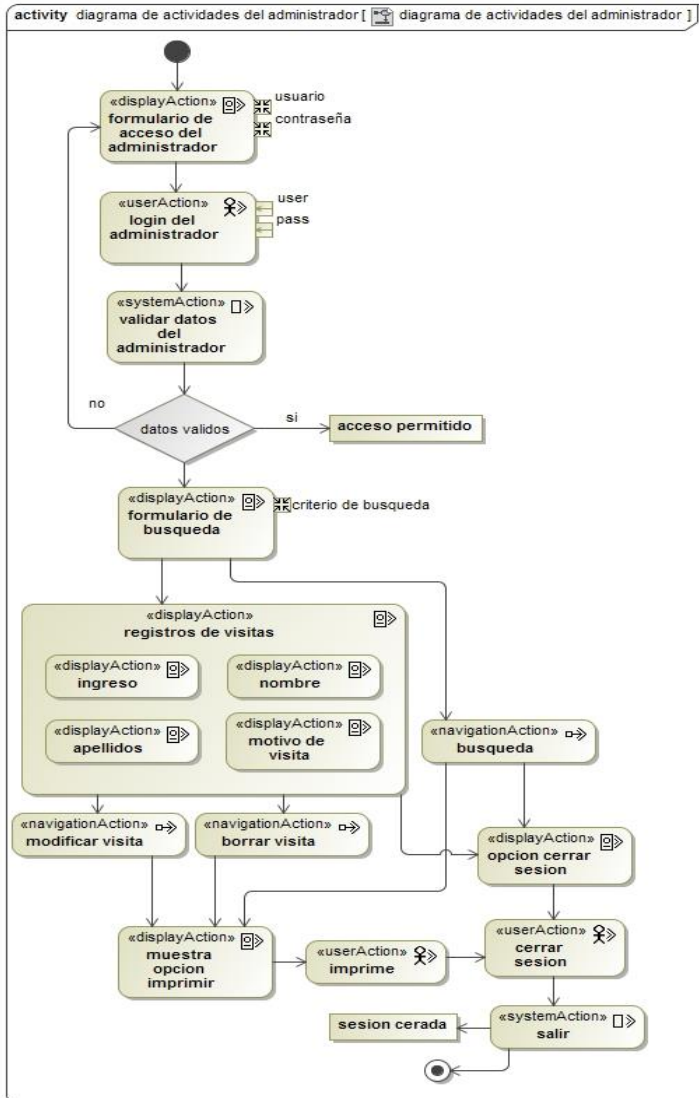 activity diagrama de actividades del administrador [ diagrama de actividades del administrador ]
«displayAction»
formulario de
acceso del
administrador
usuario
contraseña
«userAction»
login del
administrador
user
pass
«systemAction»
validar datos
del
administrador
no
datos validos
si
acceso permitido
«displayAction»
formulario de
busqueda
criterio de busqueda
«displayAction»
registros de visitas
«displayAction»
ingreso
«displayAction»
nombre
«displayAction»
apellidos
«displayAction»
motivo de
visita
«navigationAction»
busqueda
«navigationAction»
modificar visita
«navigationAction»
borrar visita
«displayAction»
opcion cerrar
sesion
«displayAction»
muestra
opcion
imprimir
«userAction»
imprime
«userAction»
cerrar
sesion
sesion cerada
«systemAction»
salir